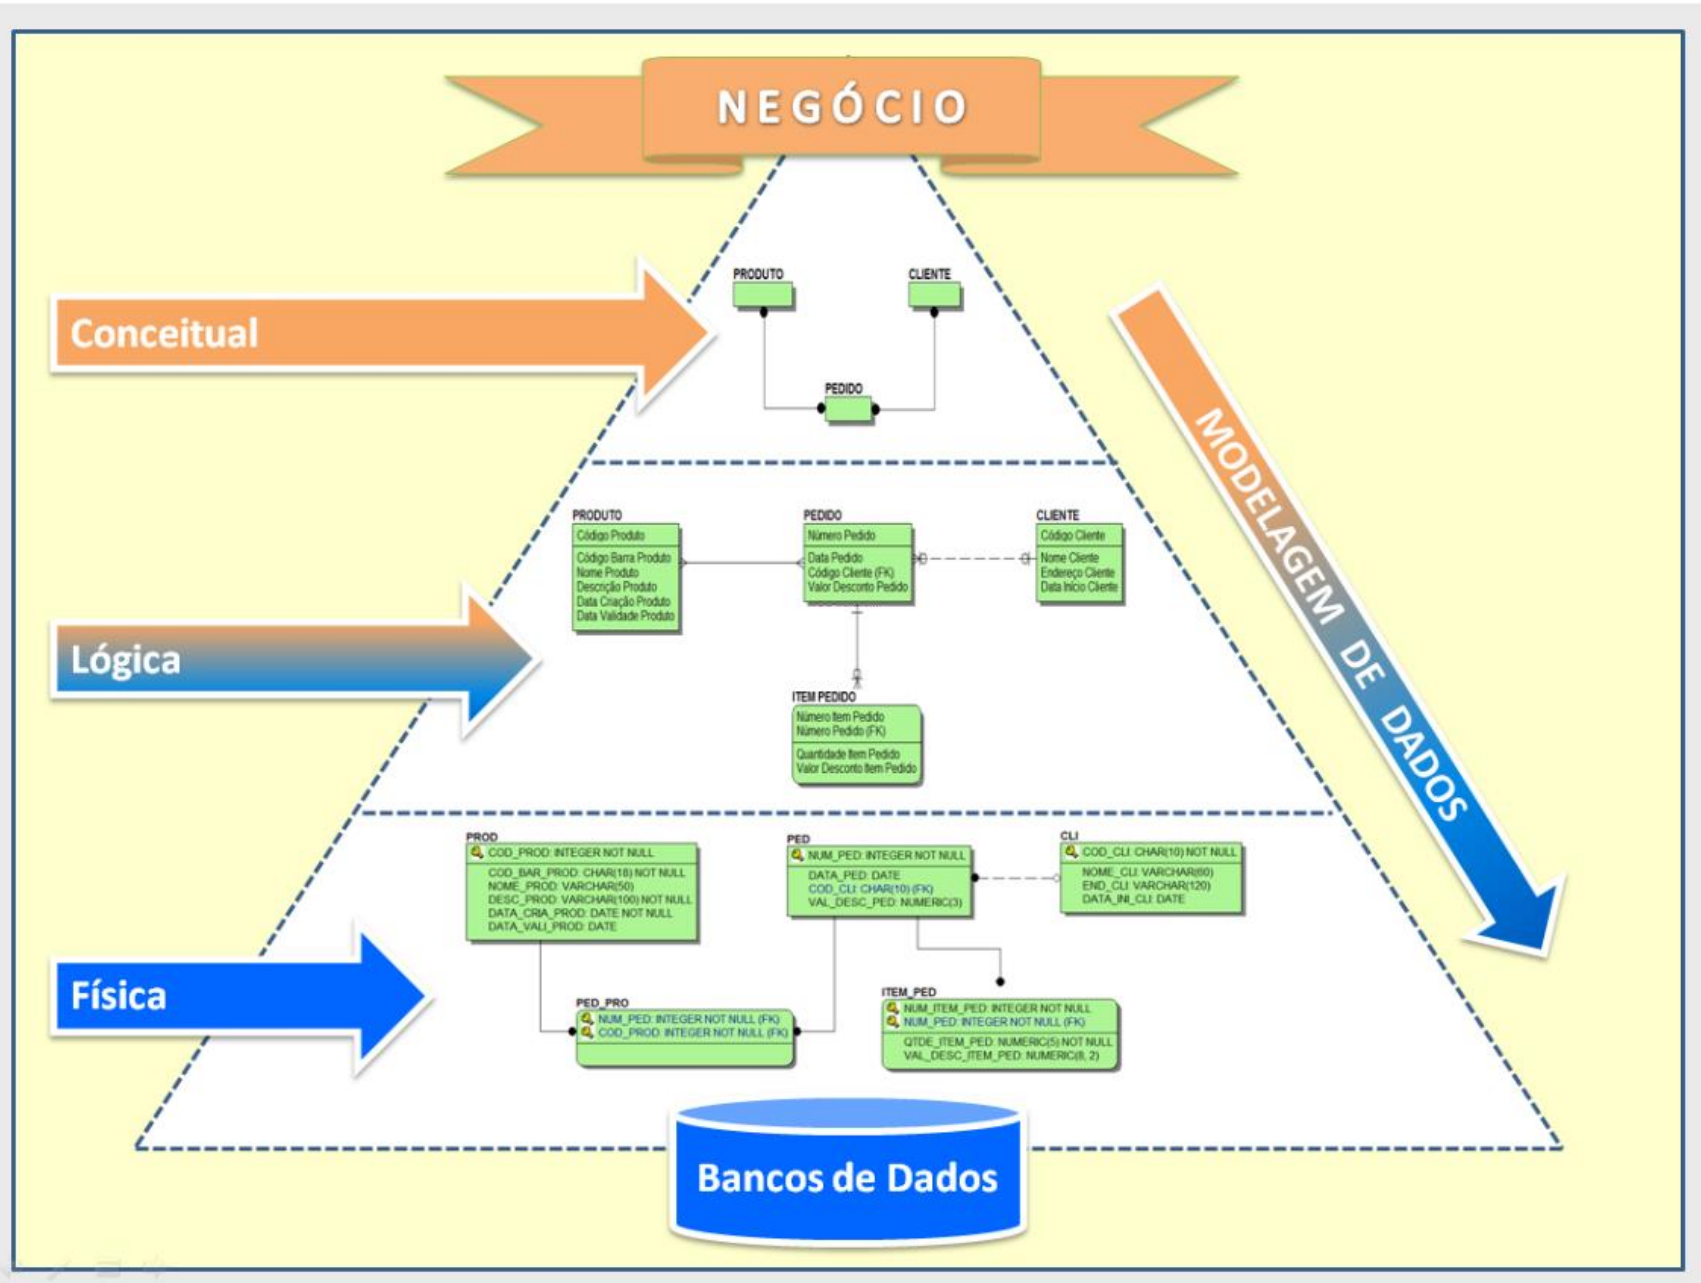 NEGÓCIO
Conceitual
PRODUTO
CLIENTE
PEDIDO
MODELAGEM DE DADOS
Lógica
PRODUTO
Código Produto
Código Barra Produto
Nome Produto
Descrição Produto
Data Criação Produto
Data Validade Produto
PEDIDO
Número Pedido
Data Pedido
Código Cliente (FK)
Valor Desconto Pedido
CLIENTE
Código Cliente
Nome Cliente
Endereço Cliente
Data Início Cliente
ITEM PEDIDO
Número Item Pedido
Número Pedido (FK)
Quantidade Item Pedido
Valor Desconto Item Pedido
Física
PROD
COD_PROD: INTEGER NOT NULL
COD_BAR_PROD: CHAR(18) NOT NULL
NOME_PROD: VARCHAR(50)
DESC_PROD: VARCHAR(100) NOT NULL
DATA_CRIA_PROD: DATE NOT NULL
DATA_VALI_PROD: DATE
PED
NUM_PED: INTEGER NOT NULL
DATA_PED: DATE
COD_CLI: CHAR(10) (FK)
VAL_DESC_PED: NUMERIC(3)
CLI
COD_CLI: CHAR(10) NOT NULL
NOME_CLI: VARCHAR(60)
END_CLI: VARCHAR(120)
DATA_INI_CLI: DATE
PED_PRO
NUM_PED: INTEGER NOT NULL (FK)
COD_PROD: INTEGER NOT NULL (FK)
ITEM_PED
NUM_ITEM_PED: INTEGER NOT NULL
NUM_PED: INTEGER NOT NULL (FK)
QTDE_ITEM_PED: NUMERIC(5) NOT NULL
VAL_DESC_ITEM_PED: NUMERIC(8, 2)
Bancos de Dados